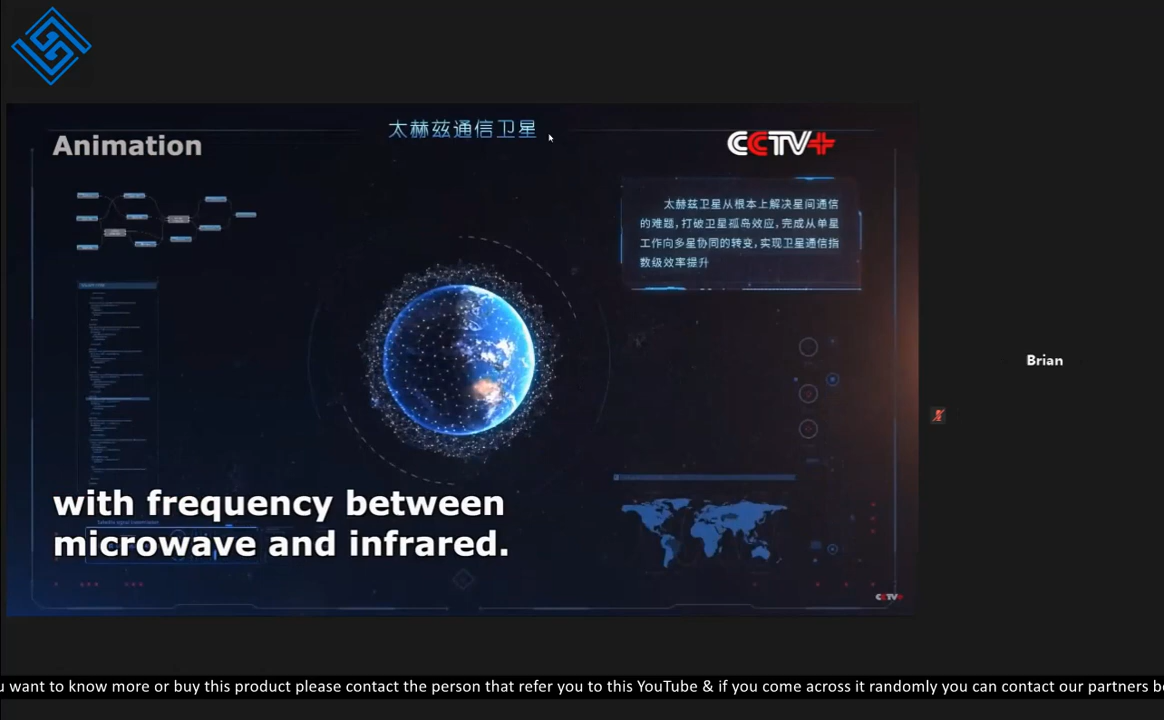 太赫兹通信卫星
Animation
CCTV+
太赫兹卫星从根本上解决星间通信
的难题,打破卫星孤岛效应,完成从单星
工作向多星协同的转变,实现卫星通信指
数级效率提升
Brian
with frequency between
microwave and infrared.
Satellite signal transmission
CCTV+
u want to know more or buy this product please contact the person that refer you to this YouTube & if you come across it randomly you can contact our partners be